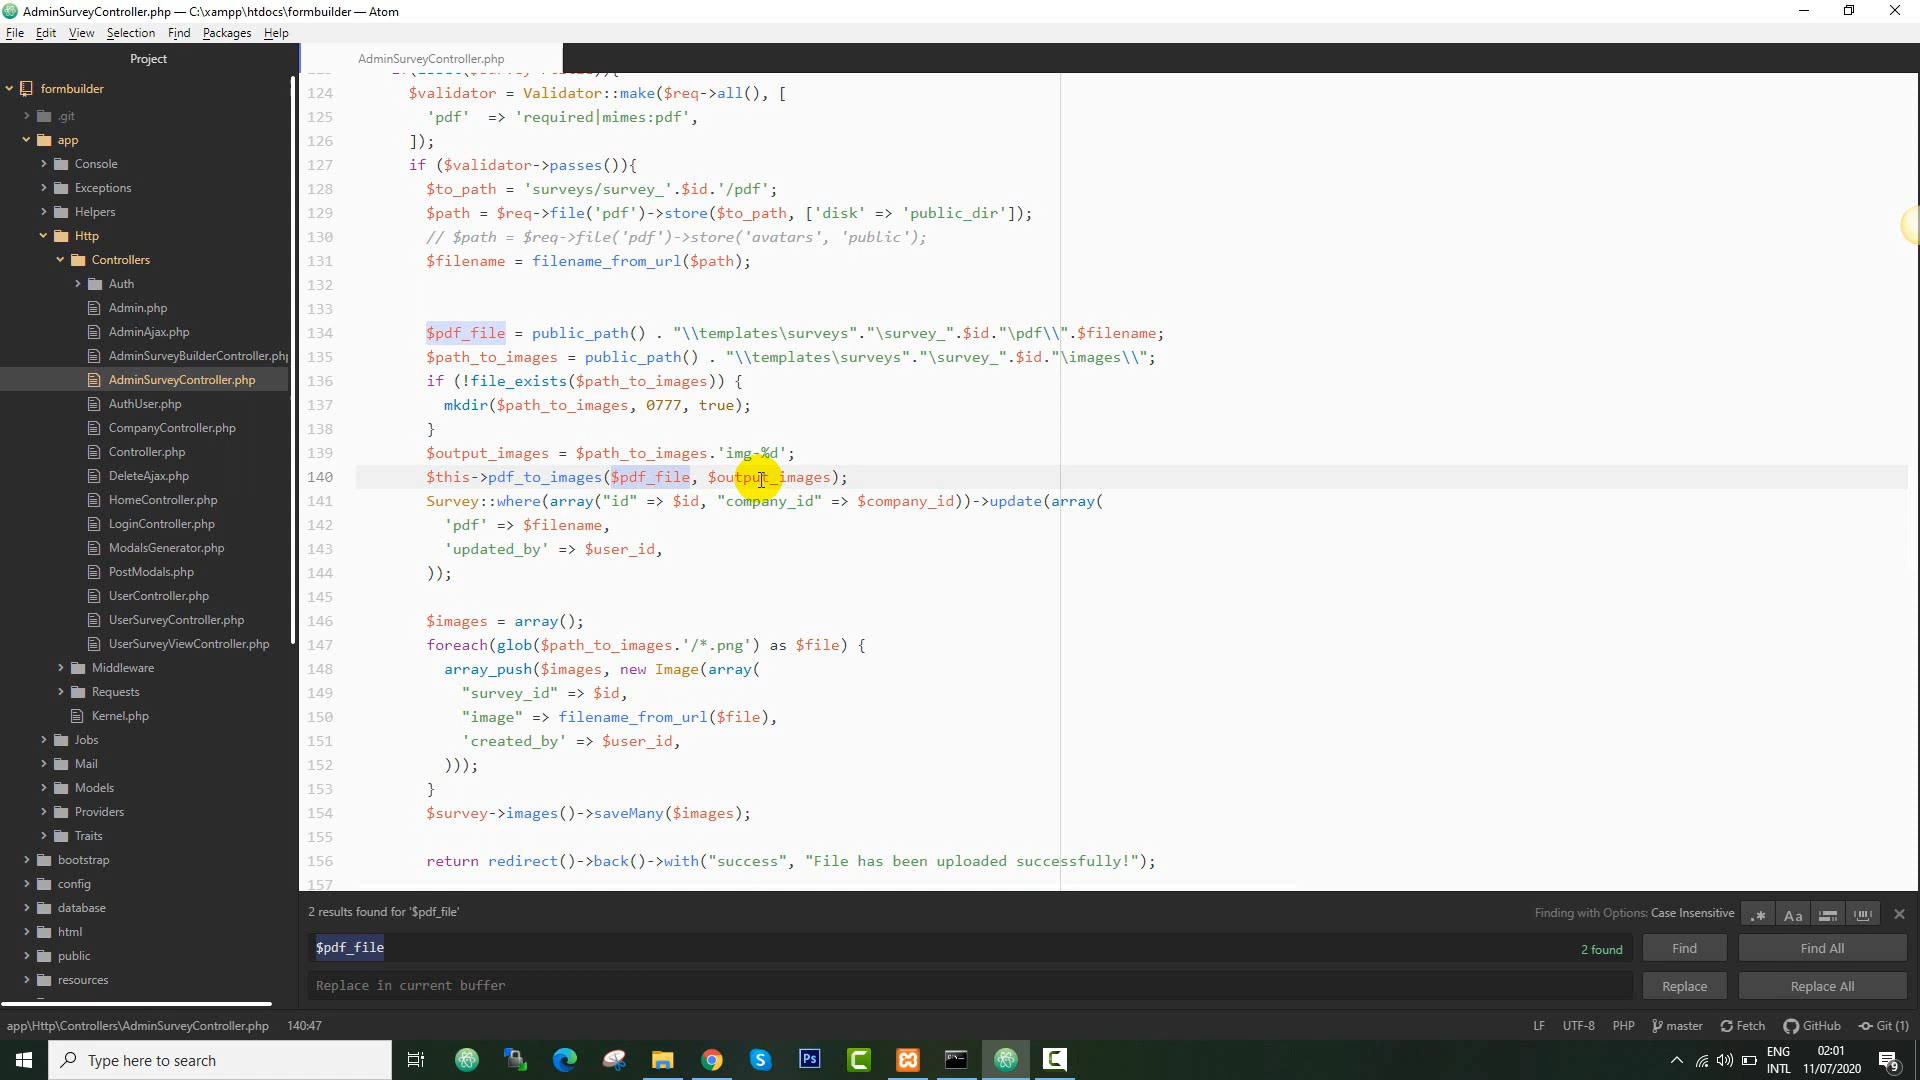 AdminSurveyController.php — C:\xampp\htdocs\formbuilder — Atom
File Edit View Selection Find Packages Help
Project
AdminSurveyController.php
formbuilder
.git
app
Console
Exceptions
Helpers
Http
Controllers
Auth
Admin.php
AdminAjax.php
AdminSurveyBuilderController.php
AdminSurveyController.php
AuthUser.php
CompanyController.php
Controller.php
DeleteAjax.php
HomeController.php
LoginController.php
ModalsGenerator.php
PostModals.php
UserController.php
UserSurveyController.php
UserSurveyViewController.php
Middleware
Requests
Kernel.php
Jobs
Mail
Models
Providers
Traits
bootstrap
config
database
html
public
resources
124 $validator = Validator::make($req->all(), [
125 'pdf' => 'required|mimes:pdf',
126 ]);
127 if ($validator->passes()){
128 $to_path = 'surveys/survey_'.$id.'/pdf';
129 $path = $req->file('pdf')->store($to_path, ['disk' => 'public_dir']);
130 // $path = $req->file('pdf')->store('avatars', 'public');
131 $filename = filename_from_url($path);
132
133
134 $pdf_file = public_path() . "\\templates\surveys"."\survey_".$id."\pdf\\".$filename;
135 $path_to_images = public_path() . "\\templates\surveys"."\survey_".$id."\images\\";
136 if (!file_exists($path_to_images)) {
137 mkdir($path_to_images, 0777, true);
138 }
139 $output_images = $path_to_images.'img-%d';
140 $this->pdf_to_images($pdf_file, $output_images);
141 Survey::where(array("id" => $id, "company_id" => $company_id))->update(array(
142 'pdf' => $filename,
143 'updated_by' => $user_id,
144 ));
145
146 $images = array();
147 foreach(glob($path_to_images.'/*.png') as $file) {
148 array_push($images, new Image(array(
149 "survey_id" => $id,
150 "image" => filename_from_url($file),
151 'created_by' => $user_id,
152 )));
153 }
154 $survey->images()->saveMany($images);
155
156 return redirect()->back()->with("success", "File has been uploaded successfully!");
157
2 results found for '$pdf_file'
Finding with Options: Case Insensitive
.* Aa
$pdf_file
2 found
Find
Find All
Replace in current buffer
Replace
Replace All
app\Http\Controllers\AdminSurveyController.php 140:47
LF UTF-8 PHP master Fetch GitHub Git (1)
Type here to search
Ps
ENG
INTL
02:01
11/07/2020
9